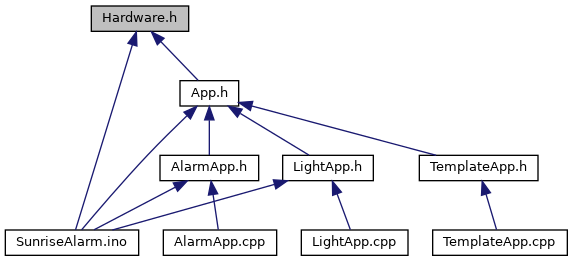 Hardware.h
App.h
AlarmApp.h
LightApp.h
TemplateApp.h
SunriseAlarm.ino
AlarmApp.cpp
LightApp.cpp
TemplateApp.cpp